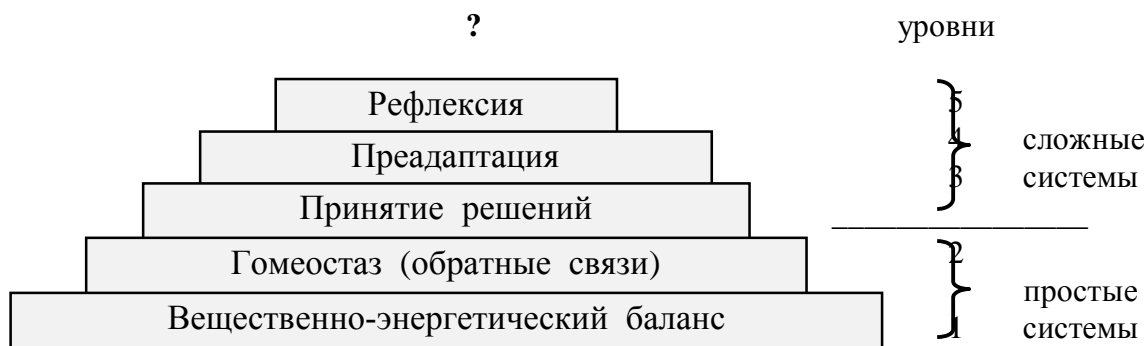 ?
уровни
Рефлексия
5
Преадаптация
4
сложные
Принятие решений
3
системы
Гомеостаз (обратные связи)
2
простые
Вещественно-энергетический баланс
1
системы